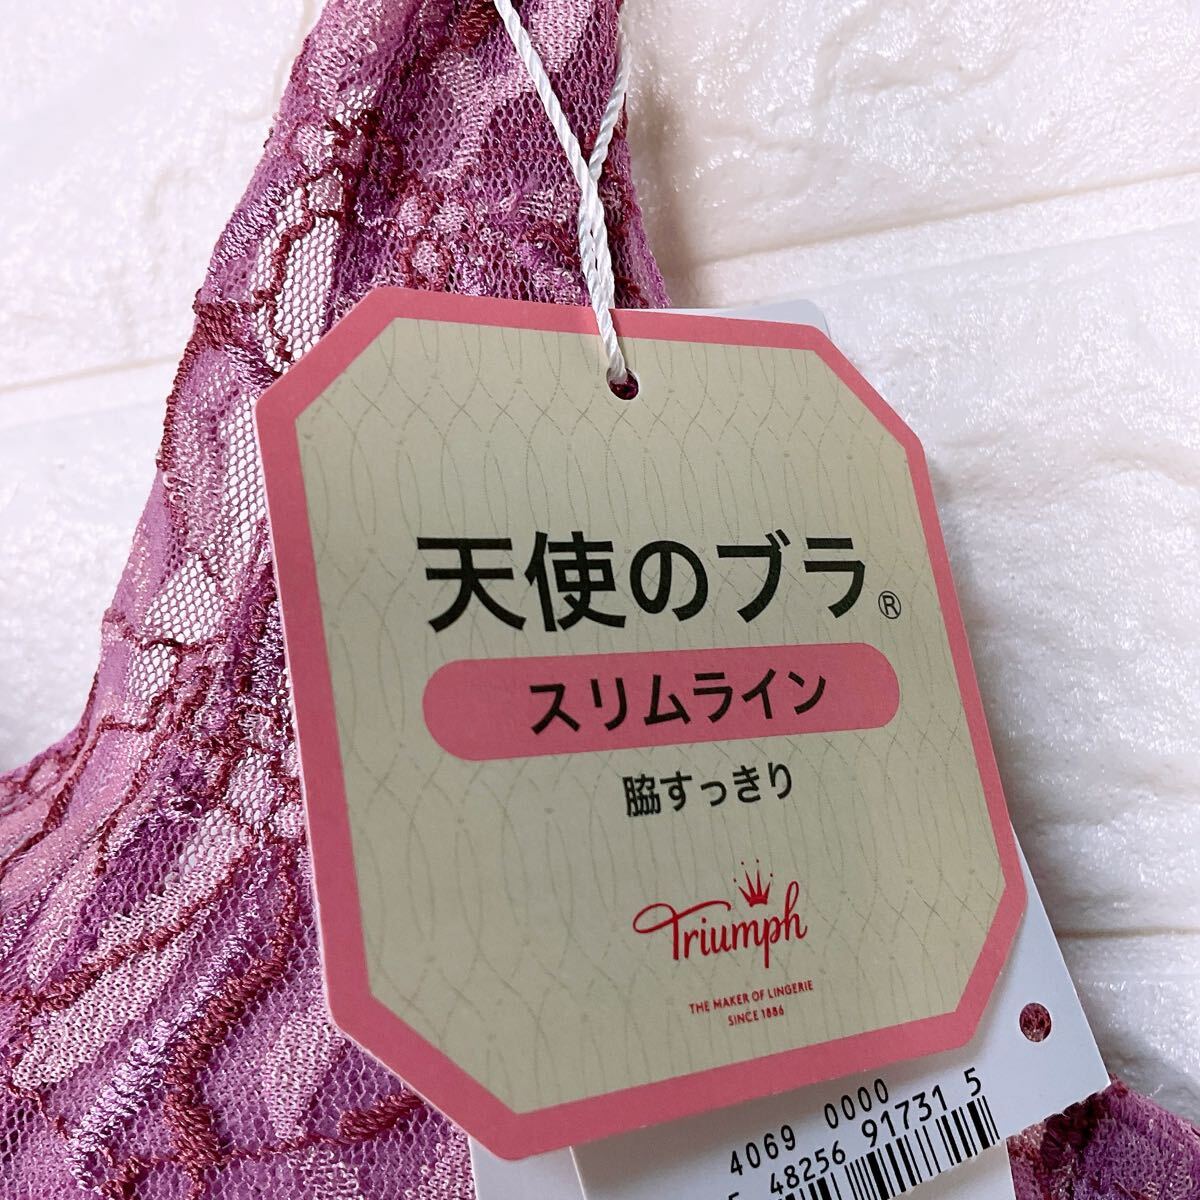 天使のブラ®
スリムライン
脇すっきり
Triumph
THE MAKER OF LINGERIE
SINCE 1886
4069 0000
48256 91731 5